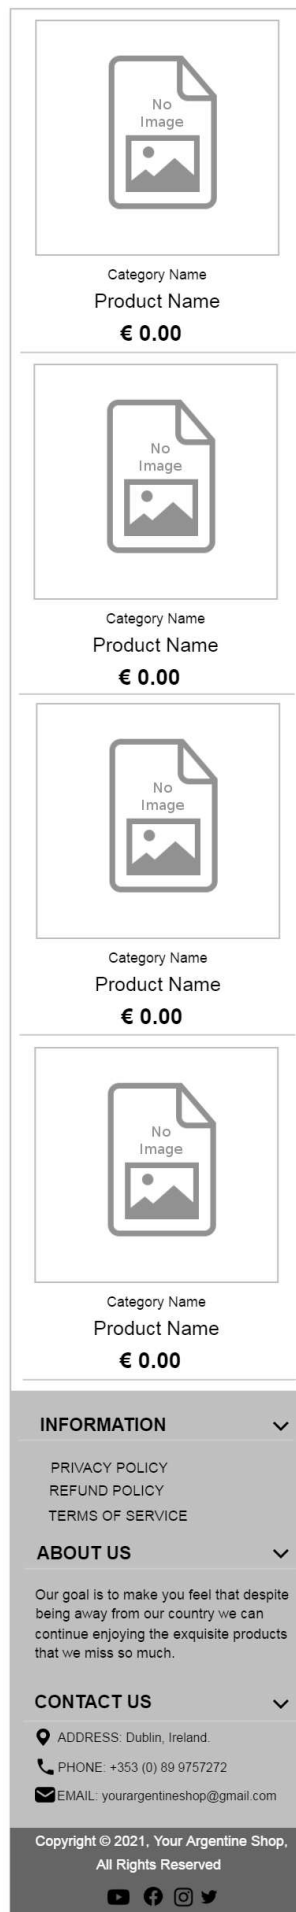 No
Image
Category Name
Product Name
€ 0.00
No
Image
Category Name
Product Name
€ 0.00
No
Image
Category Name
Product Name
€ 0.00
No
Image
Category Name
Product Name
€ 0.00
INFORMATION
PRIVACY POLICY
REFUND POLICY
TERMS OF SERVICE
ABOUT US
Our goal is to make you feel that despite
being away from our country we can
continue enjoying the exquisite products
that we miss so much.
CONTACT US
ADDRESS: Dublin, Ireland.
PHONE: +353 (0) 89 9757272
EMAIL: yourargentineshop@gmail.com
Copyright © 2021, Your Argentine Shop,
All Rights Reserved